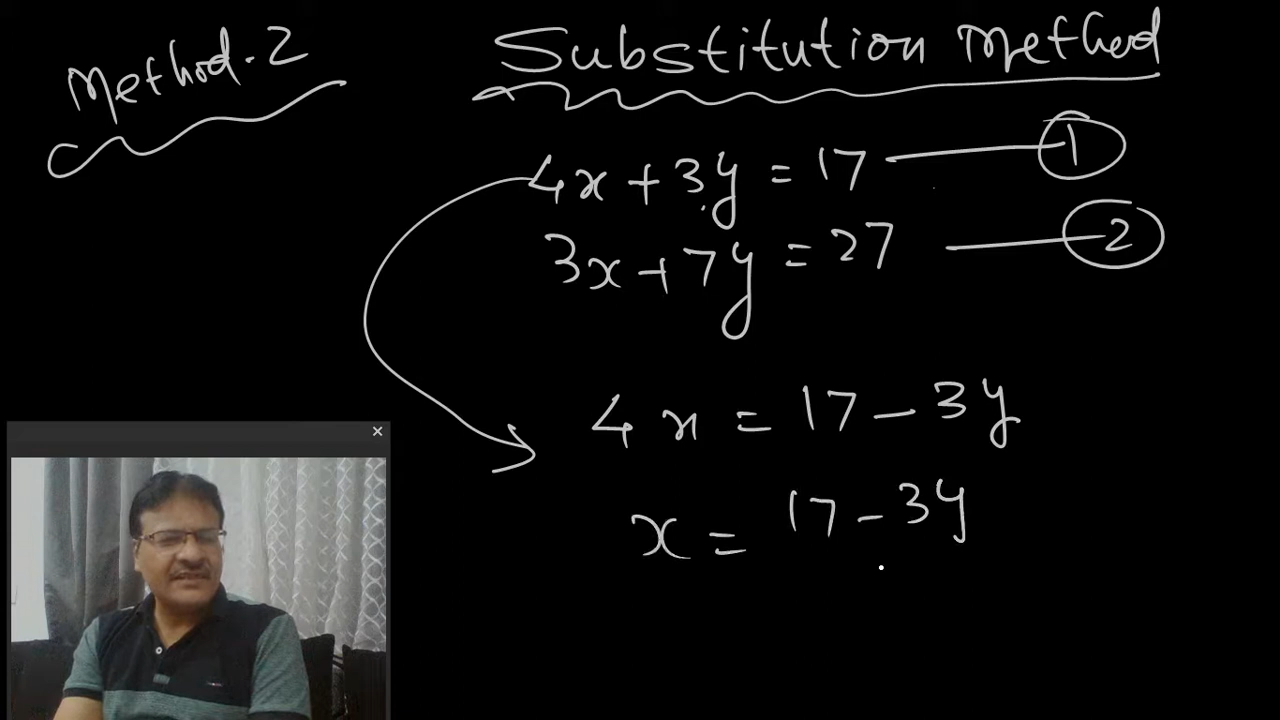 Method-2
Substitution Method
4x + 3y = 17 —— 1
3x + 7y = 27 —— 2
4x = 17 - 3y
x = 17 - 3y